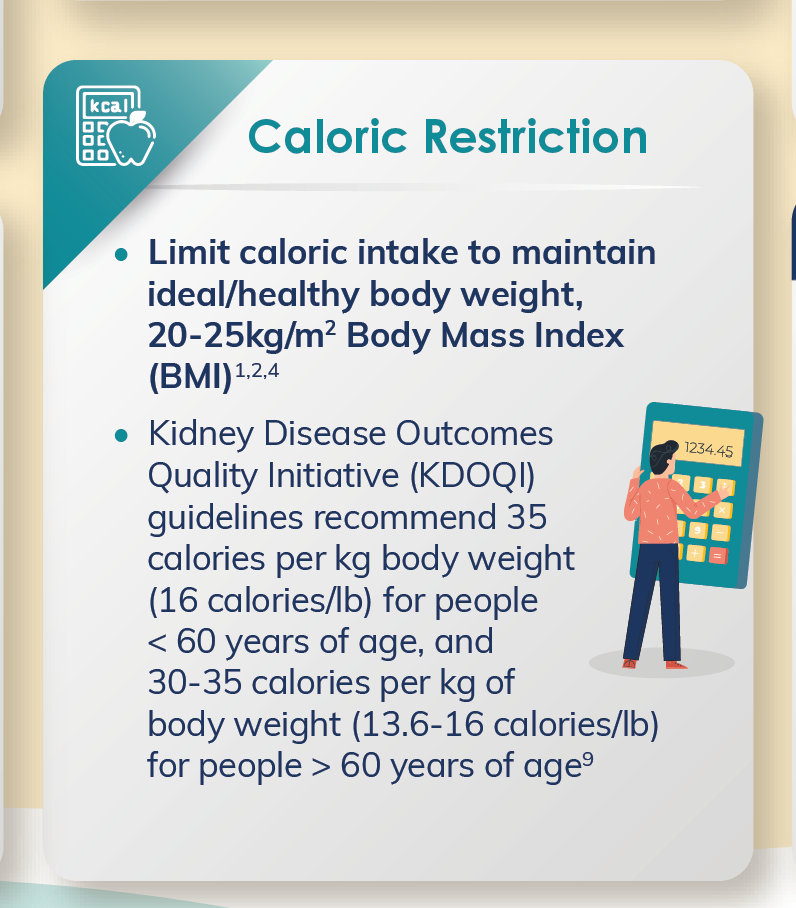 kcal
Caloric Restriction
• Limit caloric intake to maintain
ideal/healthy body weight,
20-25kg/m² Body Mass Index
(BMI)¹,²,⁴
• Kidney Disease Outcomes
Quality Initiative (KDOQI)
guidelines recommend 35
calories per kg body weight
(16 calories/lb) for people
< 60 years of age, and
30-35 calories per kg of
body weight (13.6-16 calories/lb)
for people > 60 years of age⁹
1234.45
3
×
9 −
+ =